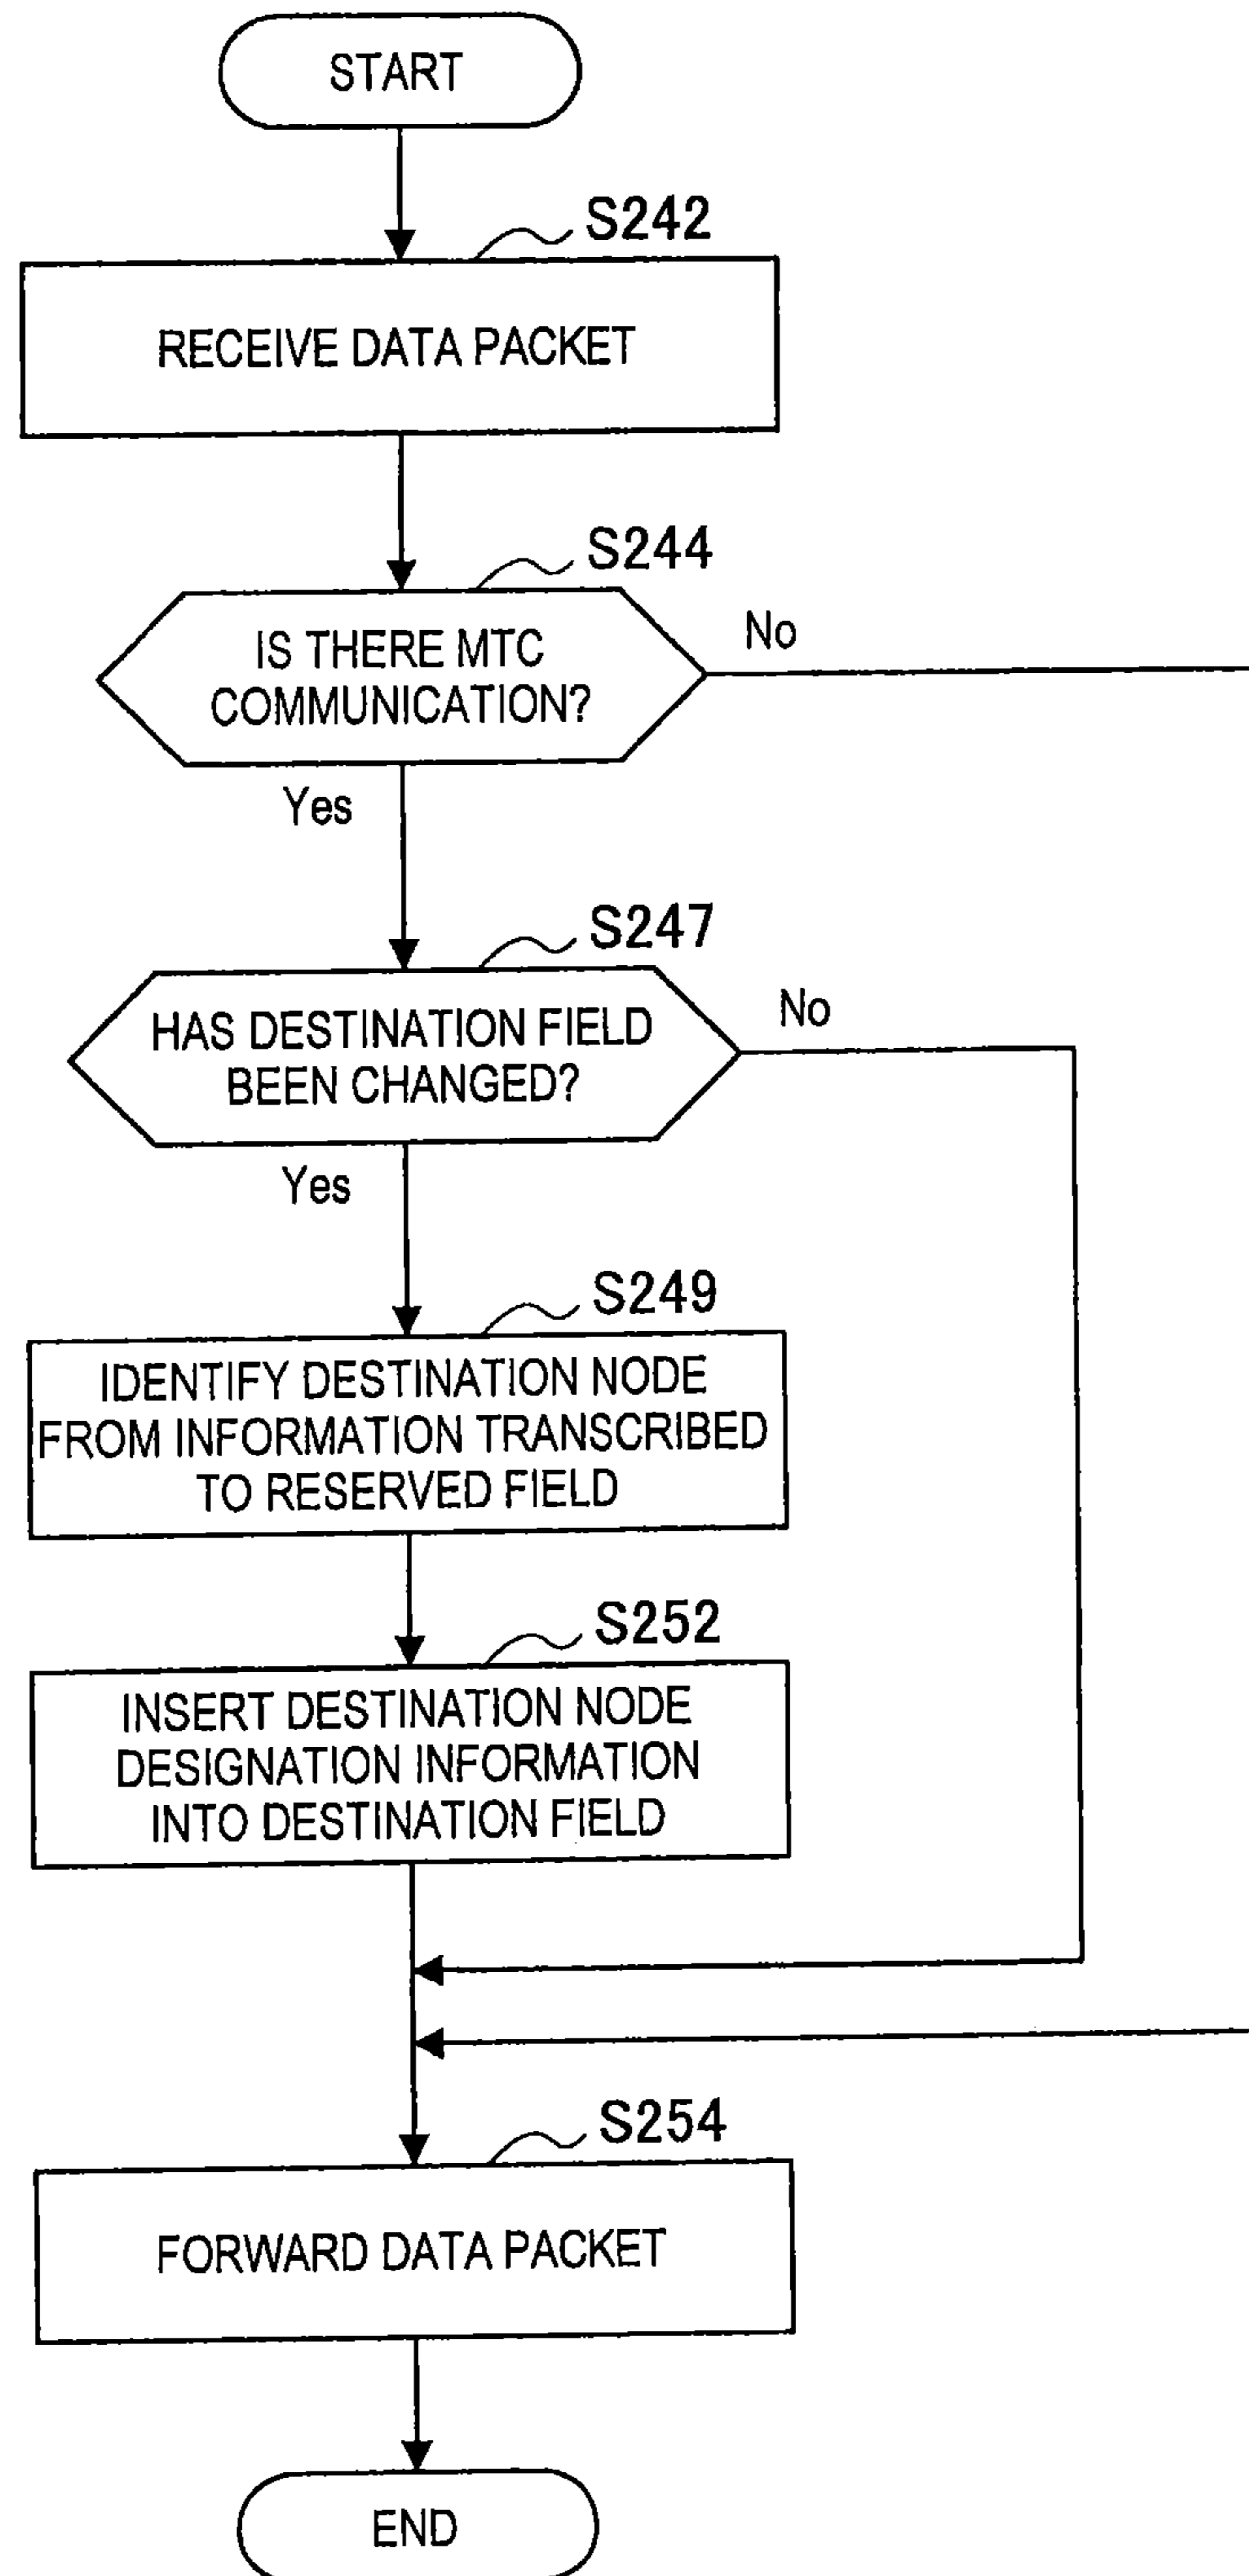 START
S242
RECEIVE DATA PACKET
S244
IS THERE MTC
COMMUNICATION?
No
Yes
S247
HAS DESTINATION FIELD
BEEN CHANGED?
No
Yes
S249
IDENTIFY DESTINATION NODE
FROM INFORMATION TRANSCRIBED
TO RESERVED FIELD
S252
INSERT DESTINATION NODE
DESIGNATION INFORMATION
INTO DESTINATION FIELD
S254
FORWARD DATA PACKET
END